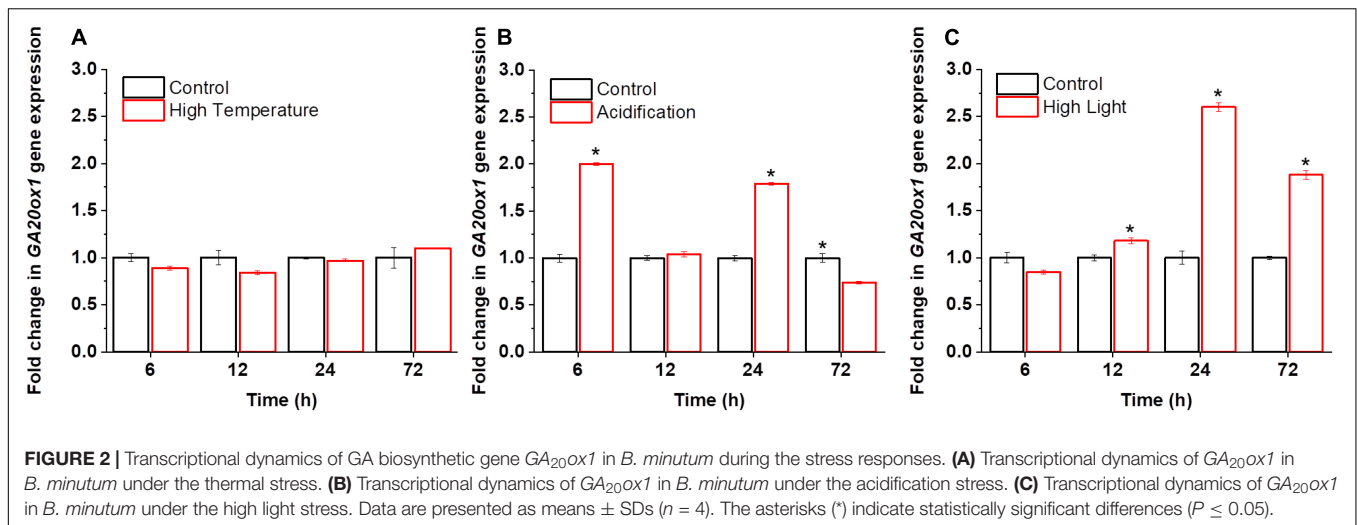 A
Fold change in GA20ox1 gene expression
3.0
2.5
2.0
1.5
1.0
0.5
0.0
Control
High Temperature
6 12 24 72
Time (h)
B
Fold change in GA20ox1 gene expression
3.0
2.5
2.0
1.5
1.0
0.5
0.0
Control
Acidification
*
*
*
6 12 24 72
Time (h)
C
Fold change in GA20ox1 gene expression
3.0
2.5
2.0
1.5
1.0
0.5
0.0
Control
High Light
*
*
*
6 12 24 72
Time (h)
FIGURE 2 | Transcriptional dynamics of GA biosynthetic gene GA20ox1 in B. minutum during the stress responses. (A) Transcriptional dynamics of GA20ox1 in
B. minutum under the thermal stress. (B) Transcriptional dynamics of GA20ox1 in B. minutum under the acidification stress. (C) Transcriptional dynamics of GA20ox1
in B. minutum under the high light stress. Data are presented as means ± SDs (n = 4). The asterisks (*) indicate statistically significant differences (P ≤ 0.05).